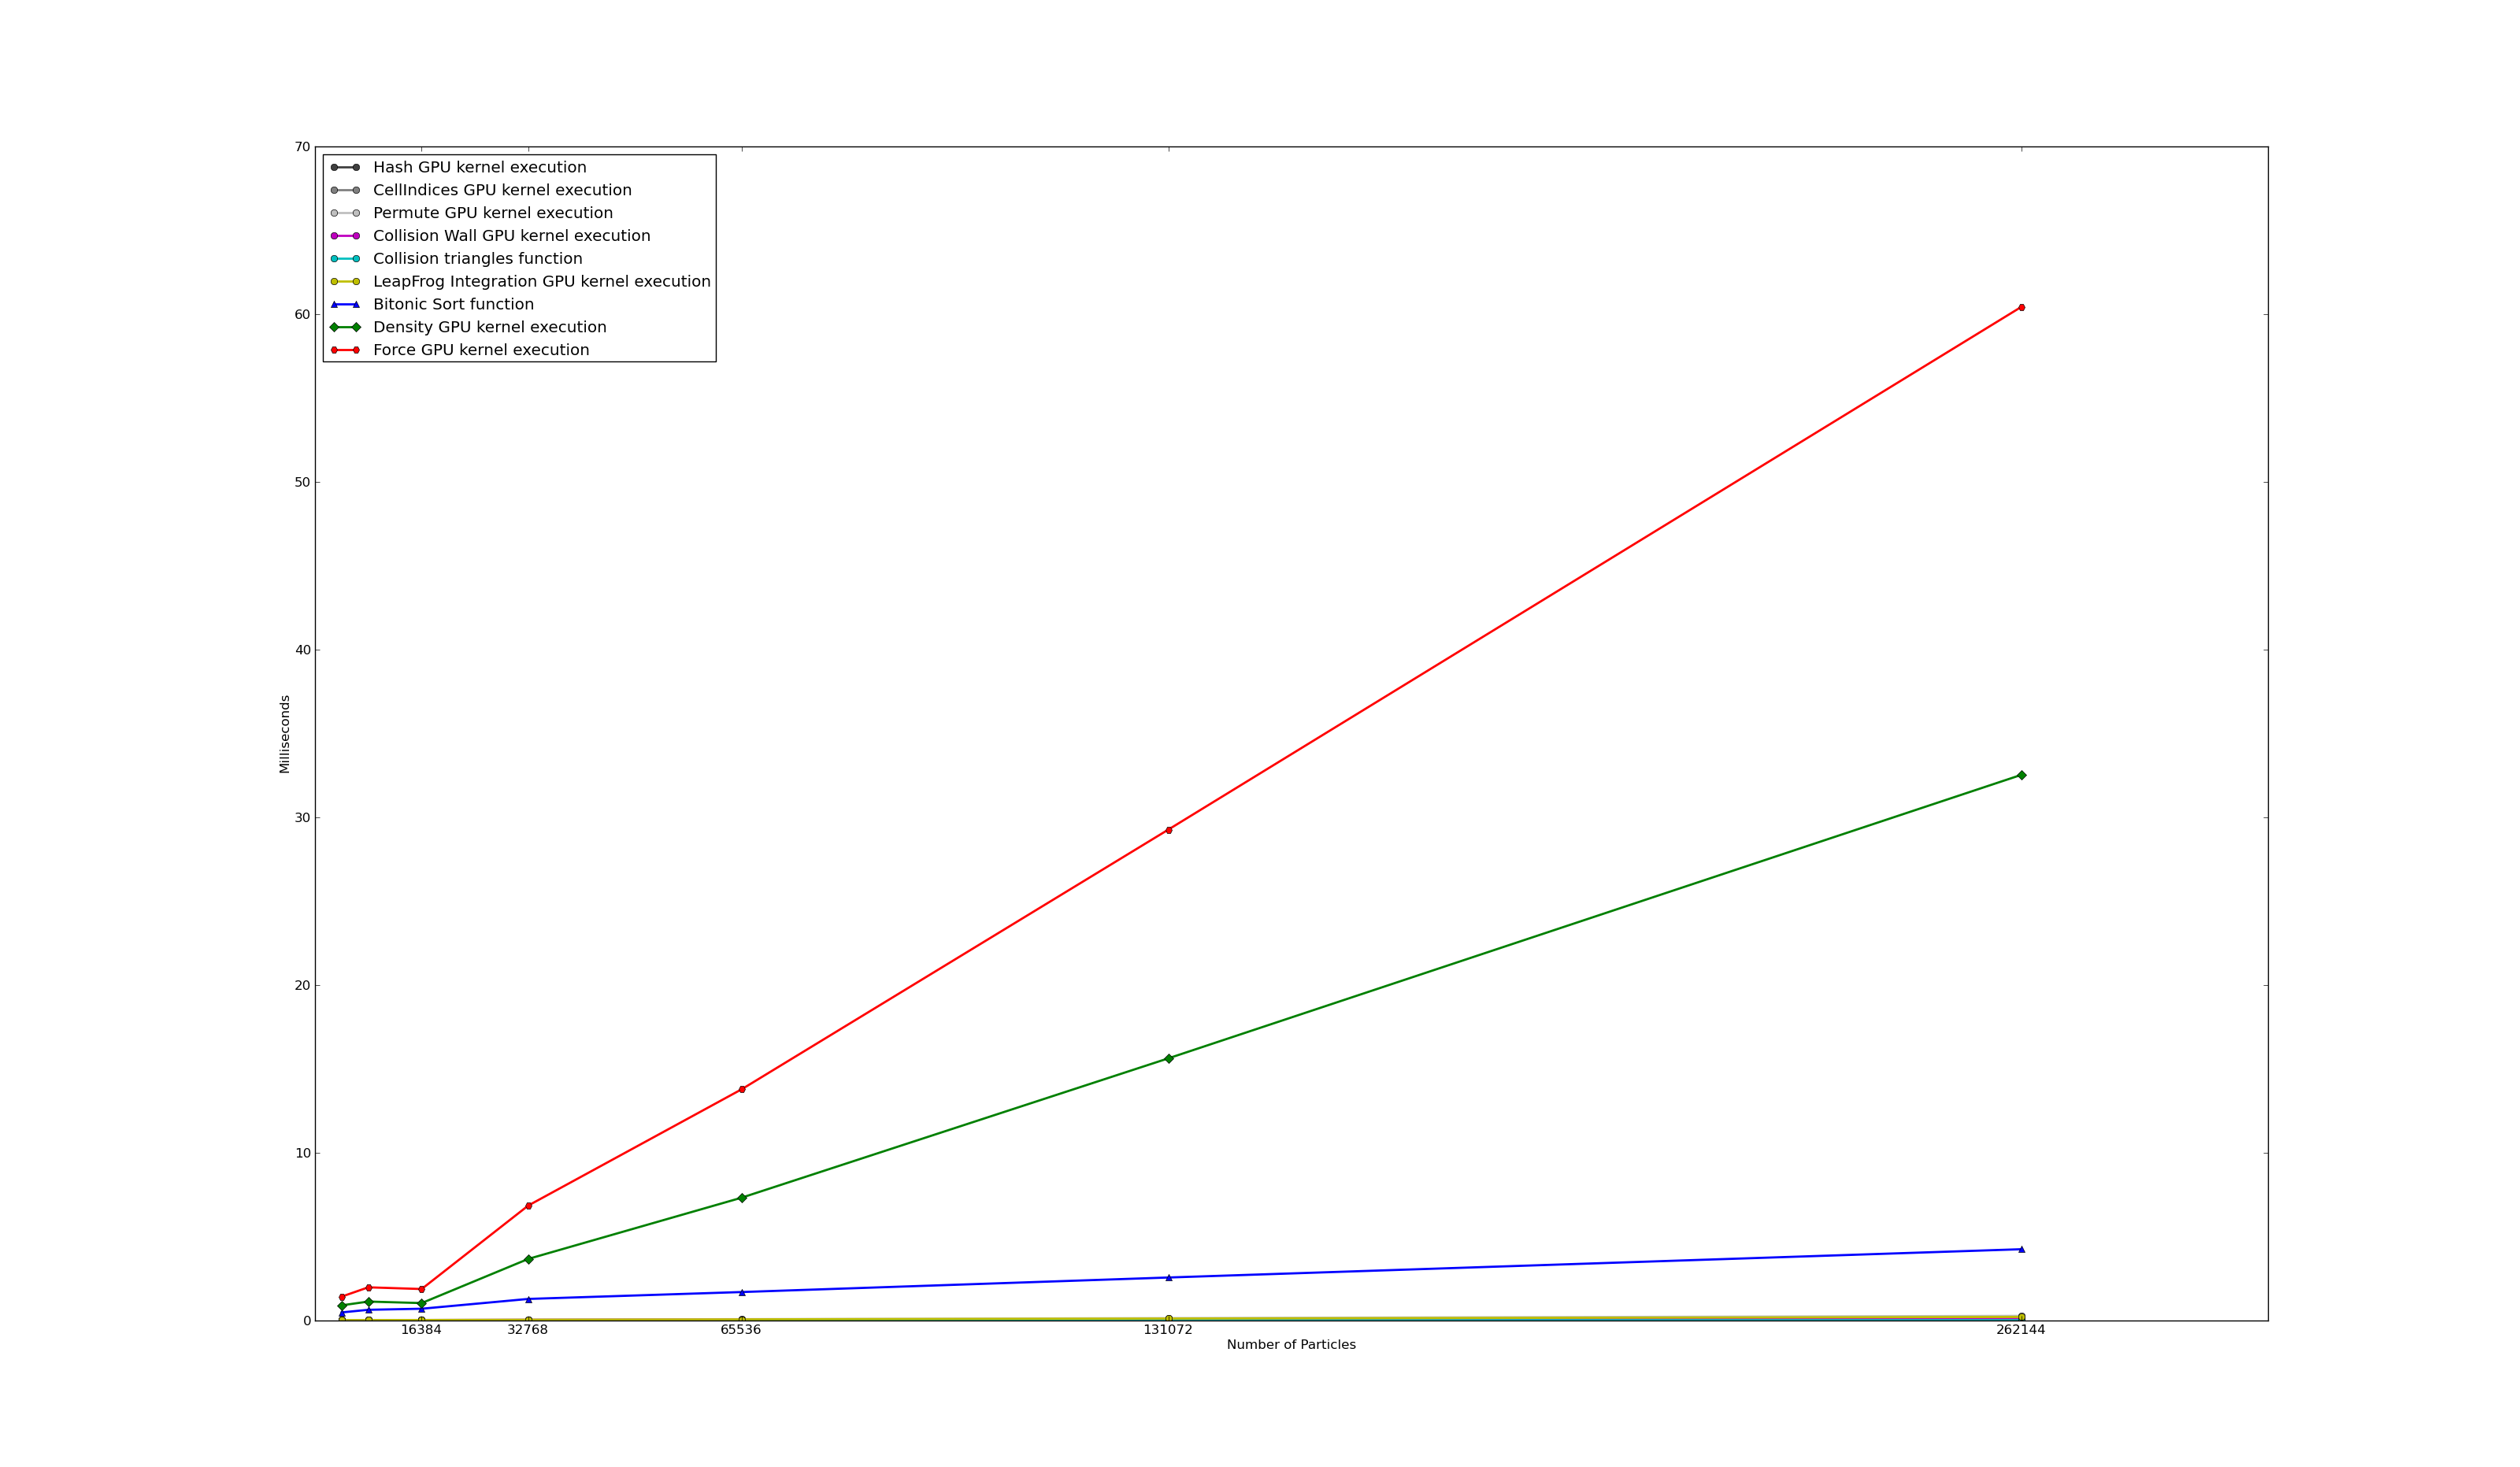 70
60
50
40
30
20
10
0
Milliseconds
Hash GPU kernel execution
CellIndices GPU kernel execution
Permute GPU kernel execution
Collision Wall GPU kernel execution
Collision triangles function
LeapFrog Integration GPU kernel execution
Bitonic Sort function
Density GPU kernel execution
Force GPU kernel execution
16384 32768 65536 131072 262144
Number of Particles